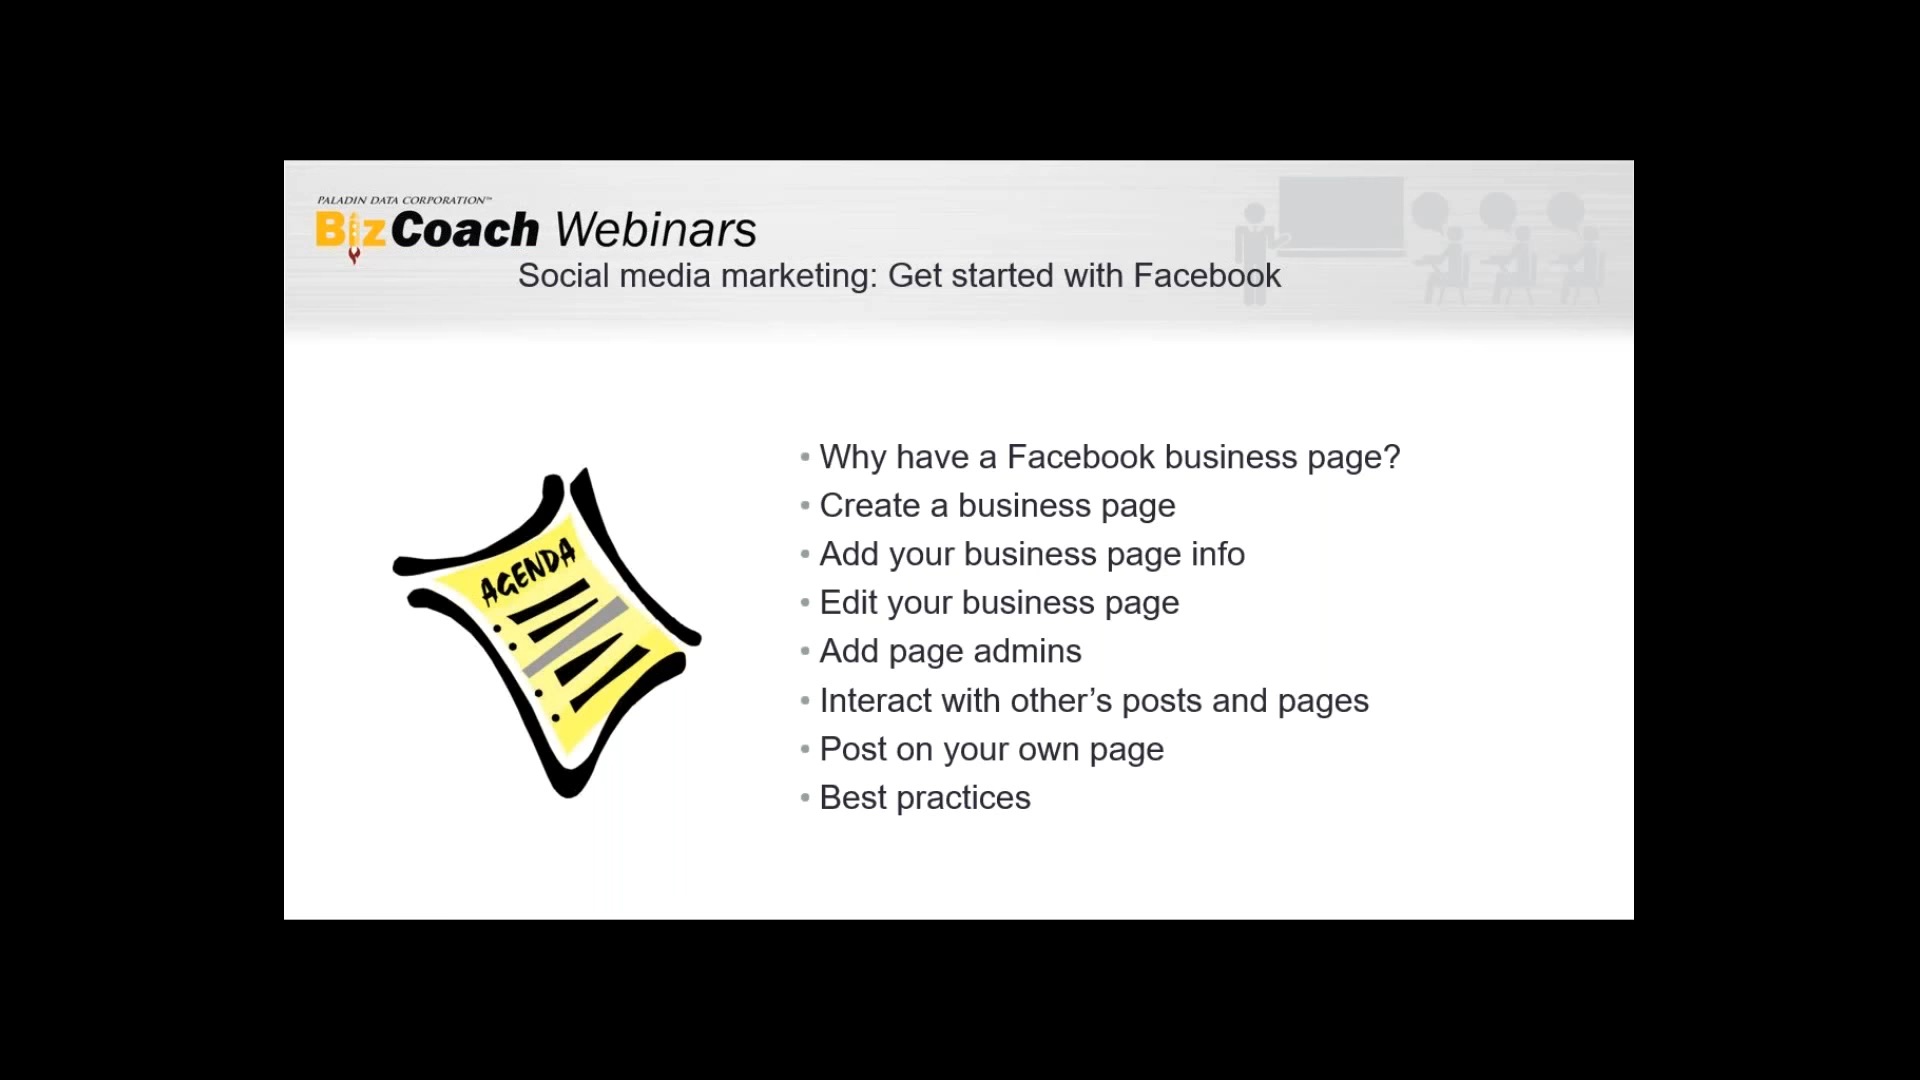 PALADIN DATA CORPORATION™
BizCoach Webinars
Social media marketing: Get started with Facebook
AGENDA
• Why have a Facebook business page?
• Create a business page
• Add your business page info
• Edit your business page
• Add page admins
• Interact with other’s posts and pages
• Post on your own page
• Best practices